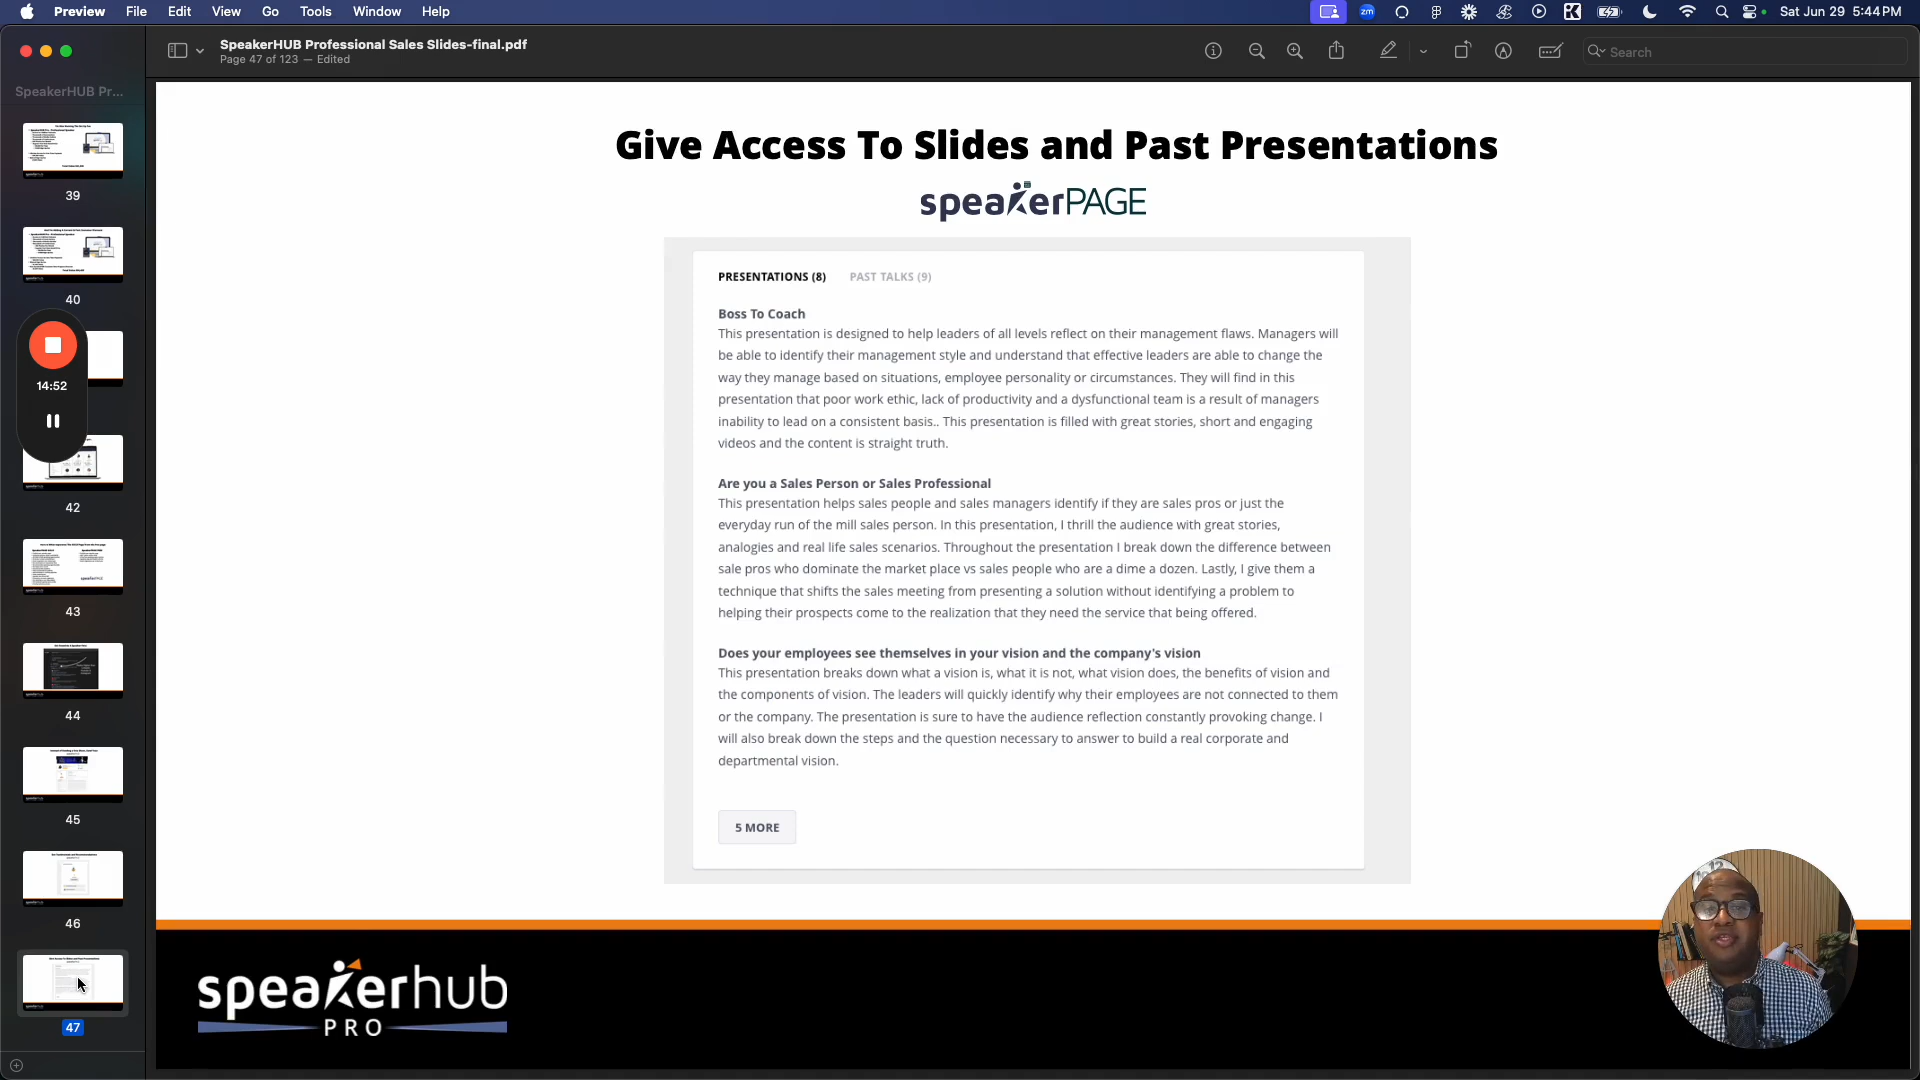 Preview File Edit View Go Tools Window Help
zm
Sat Jun 29 5:44 PM
SpeakerHUB Professional Sales Slides-final.pdf
Page 47 of 123 — Edited
Search
SpeakerHUB Pr...
39
40
14:52
42
43
44
45
46
47
Give Access To Slides and Past Presentations
speakerPAGE
PRESENTATIONS (8) PAST TALKS (9)
Boss To Coach
This presentation is designed to help leaders of all levels reflect on their management flaws. Managers will
be able to identify their management style and understand that effective leaders are able to change the
way they manage based on situations, employee personality or circumstances. They will find in this
presentation that poor work ethic, lack of productivity and a dysfunctional team is a result of managers
inability to lead on a consistent basis.. This presentation is filled with great stories, short and engaging
videos and the content is straight truth.
Are you a Sales Person or Sales Professional
This presentation helps sales people and sales managers identify if they are sales pros or just the
everyday run of the mill sales person. In this presentation, I thrill the audience with great stories,
analogies and real life sales scenarios. Throughout the presentation I break down the difference between
sale pros who dominate the market place vs sales people who are a dime a dozen. Lastly, I give them a
technique that shifts the sales meeting from presenting a solution without identifying a problem to
helping their prospects come to the realization that they need the service that being offered.
Does your employees see themselves in your vision and the company's vision
This presentation breaks down what a vision is, what it is not, what vision does, the benefits of vision and
the components of vision. The leaders will quickly identify why their employees are not connected to them
or the company. The presentation is sure to have the audience reflection constantly provoking change. I
will also break down the steps and the question necessary to answer to build a real corporate and
departmental vision.
5 MORE
speakerhub
PRO